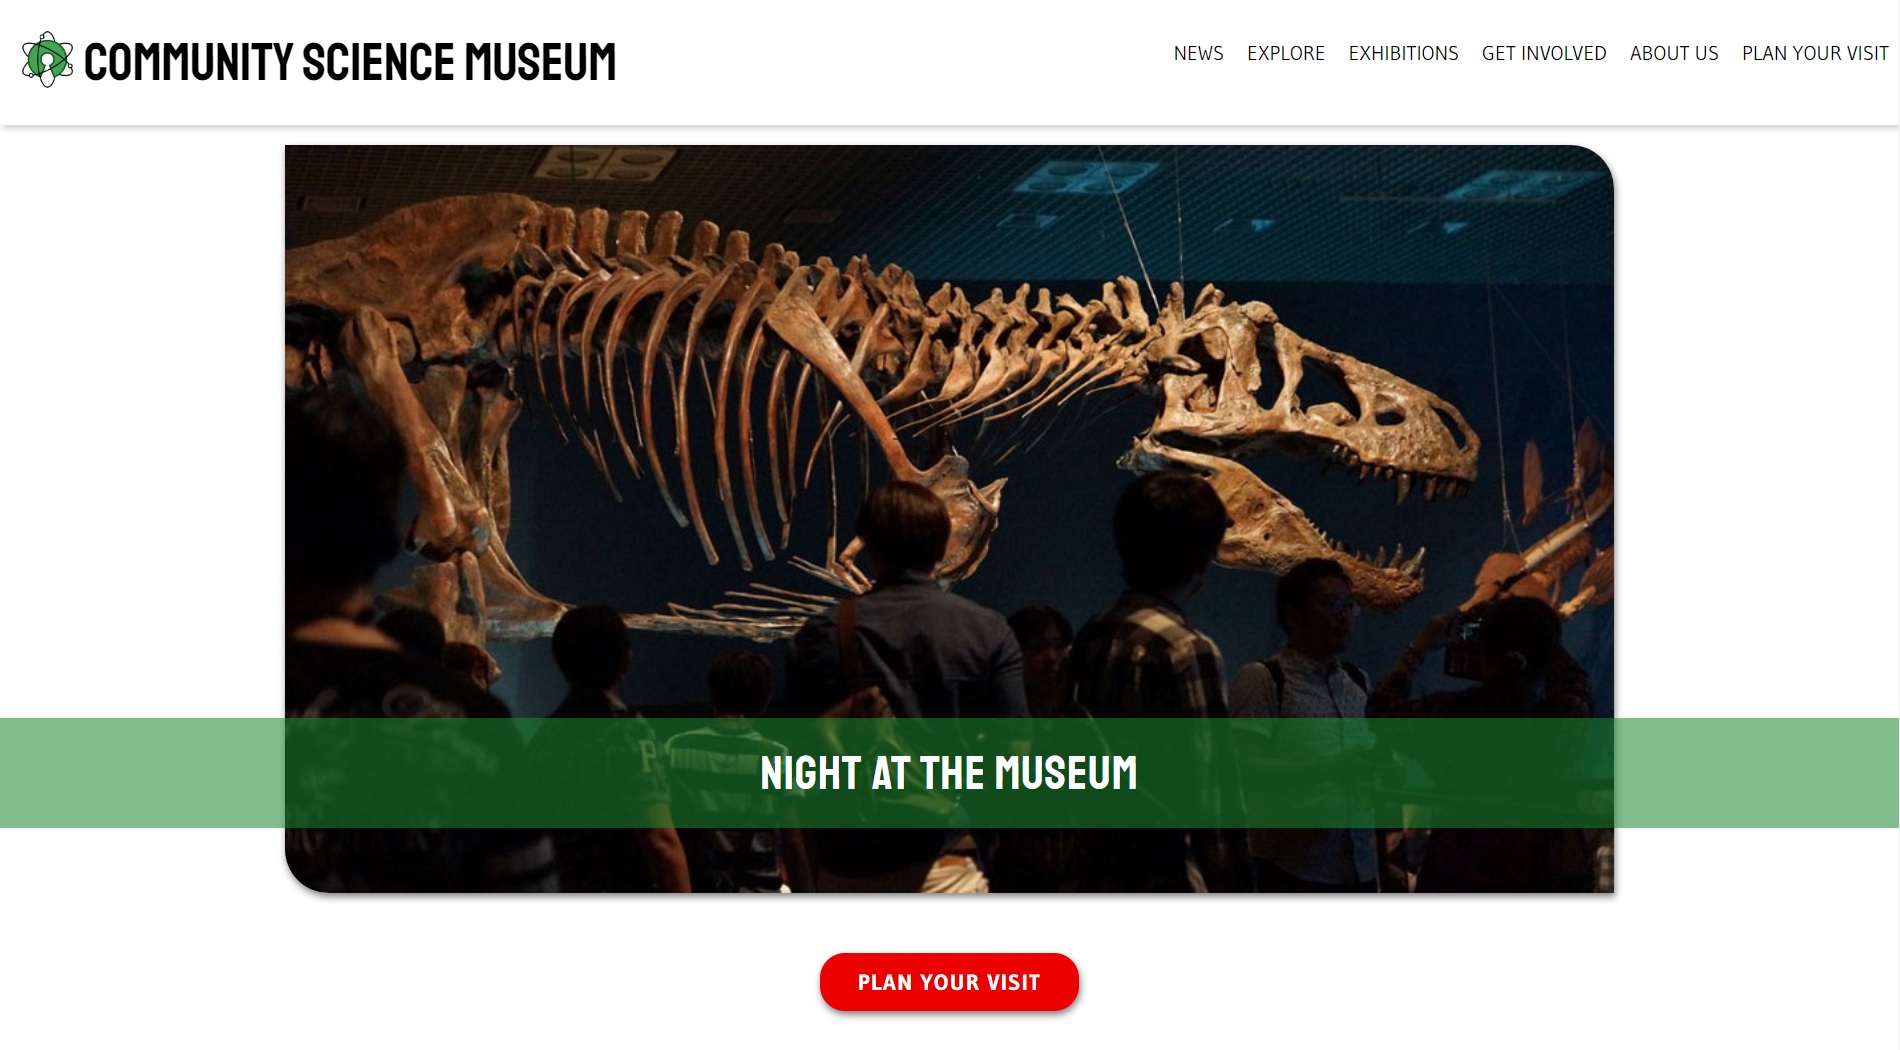 COMMUNITY SCIENCE MUSEUM
NEWS EXPLORE EXHIBITIONS GET INVOLVED ABOUT US PLAN YOUR VISIT
P
NIGHT AT THE MUSEUM
PLAN YOUR VISIT